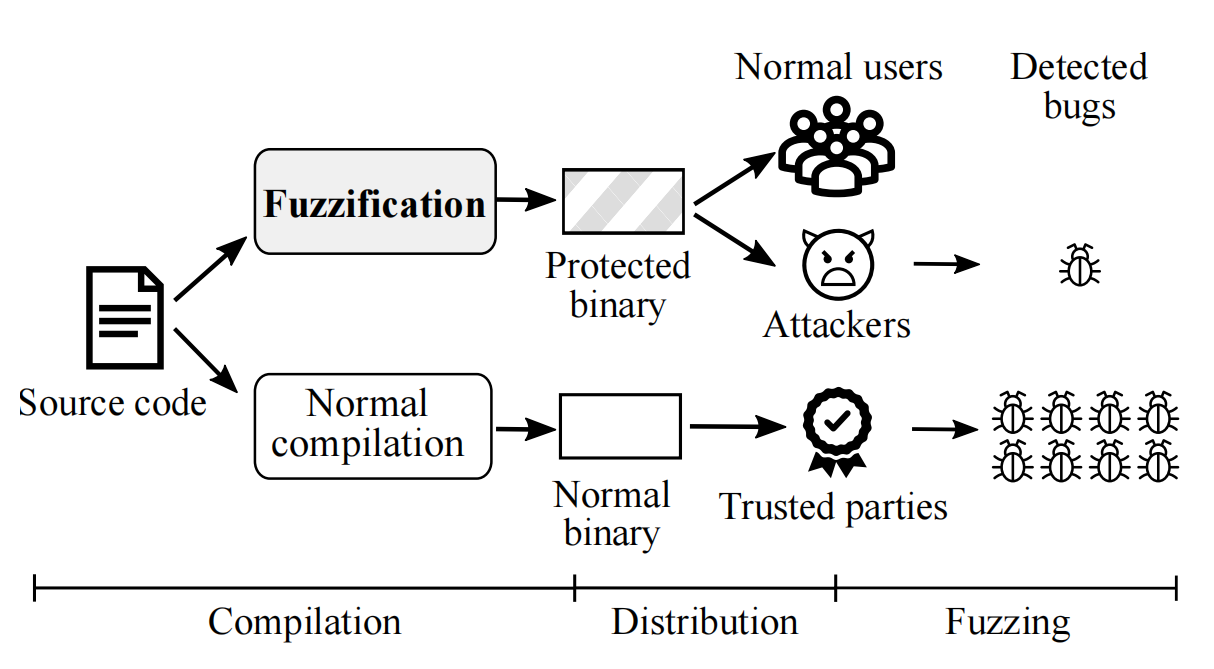 Normal users
Detected
bugs
Fuzzification
Protected
binary
Attackers
Source code
Normal
compilation
Normal
binary
Trusted parties
Compilation
Distribution
Fuzzing